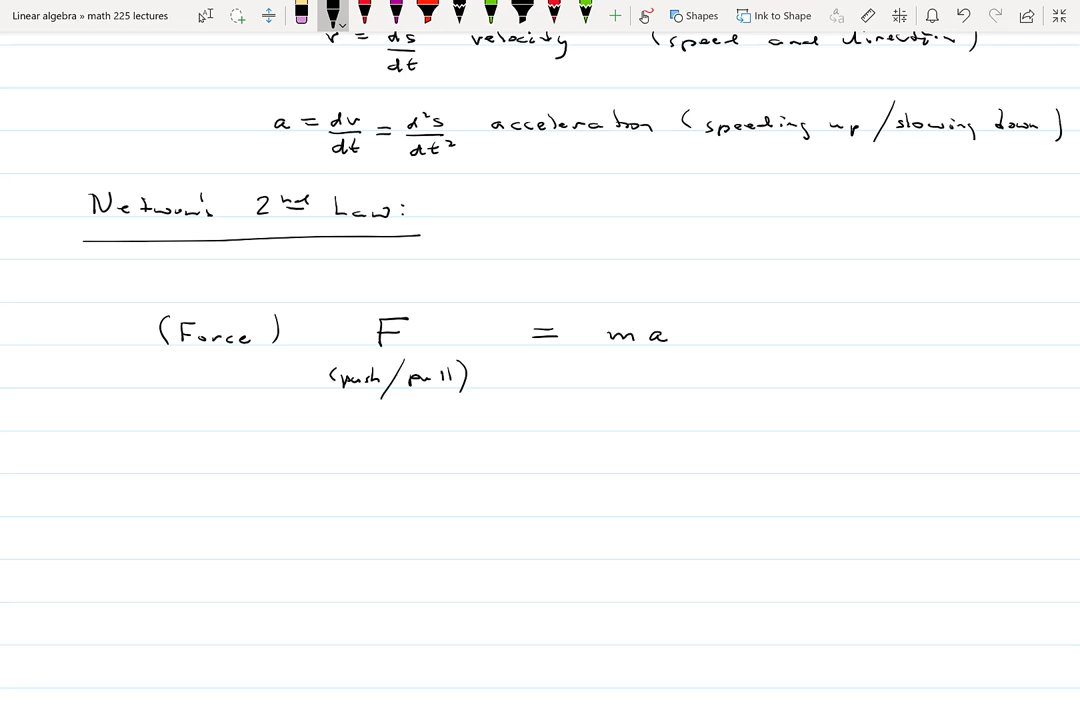 Linear algebra » math 225 lectures
Shapes Ink to Shape
v = ds/dt velocity (speed and direction)
a = dv/dt = d²s/dt² acceleration (speeding up/slowing down)
Netwon's 2nd Law:
(Force) F = ma
(push/pull)